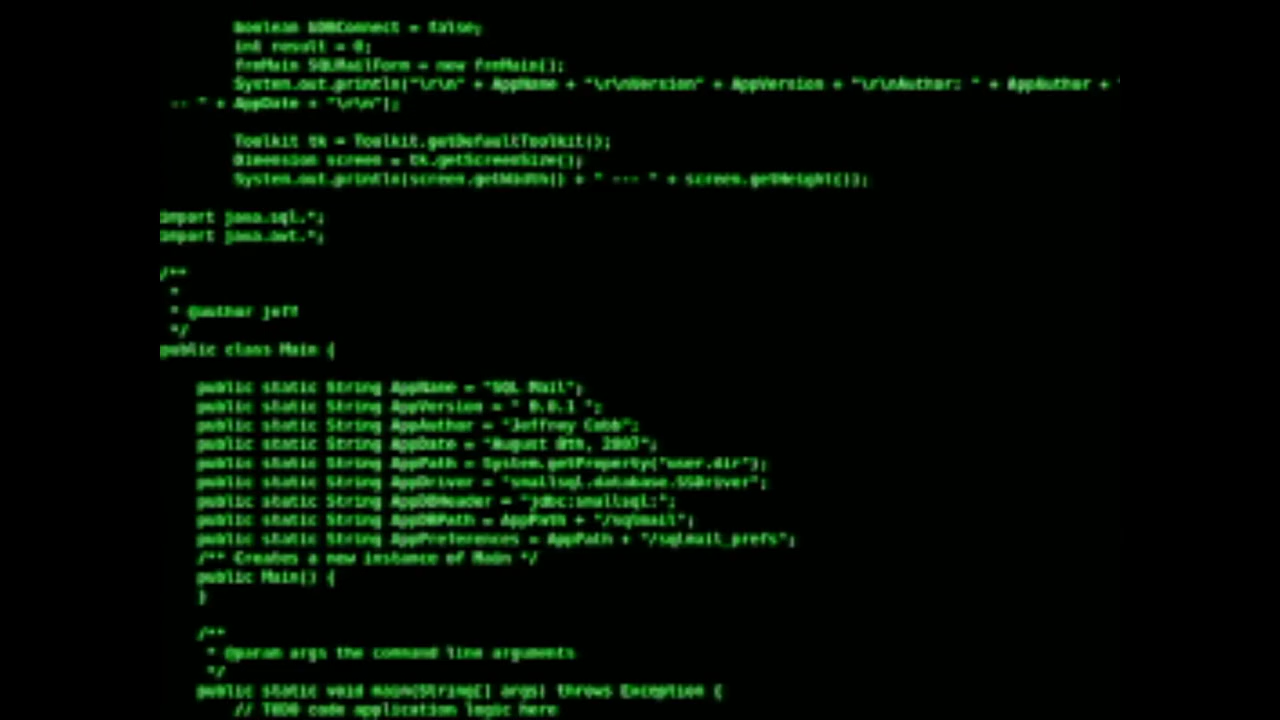 boolean bDBConnect = false;
int result = 0;
frmMain SQLMailForm = new frmMain();
System.out.println("\r\n" + AppName + "\r\nVersion" + AppVersion + "\r\nAuthor: " + AppAuthor + "
-- " + AppDate + "\r\n");
Toolkit tk = Toolkit.getDefaultToolkit();
Dimension screen = tk.getScreenSize();
System.out.println(screen.getWidth() + " --- " + screen.getHeight());
import java.sql.*;
import java.awt.*;
/**
*
* @author jeff
*/
public class Main {
public static String AppName = "SQL Mail";
public static String AppVersion = " 0.0.1 ";
public static String AppAuthor = "Jeffrey Cobb";
public static String AppDate = "August 8th, 2007";
public static String AppPath = System.getProperty("user.dir");
public static String AppDriver = "smallsql.database.SSDriver";
public static String AppDBHeader = "jdbc:smallsql:";
public static String AppDBPath = AppPath + "/sqlmail";
public static String AppPreferences = AppPath + "/sqlmail_prefs";
/** Creates a new instance of Main */
public Main() {
}
/**
* @param args the command line arguments
*/
public static void main(String[] args) throws Exception {
// TODO code application logic here